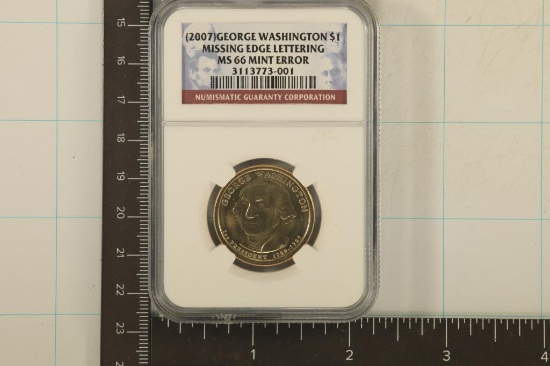 (2007)GEORGE WASHINGTON $1
MISSING EDGE LETTERING
MS 66 MINT ERROR
3113773-001
NUMISMATIC GUARANTY CORPORATION
GEORGE WASHINGTON
1st PRESIDENT 1789-1797
15
16
17
18
19
20
21
22
23
1
2
3
4